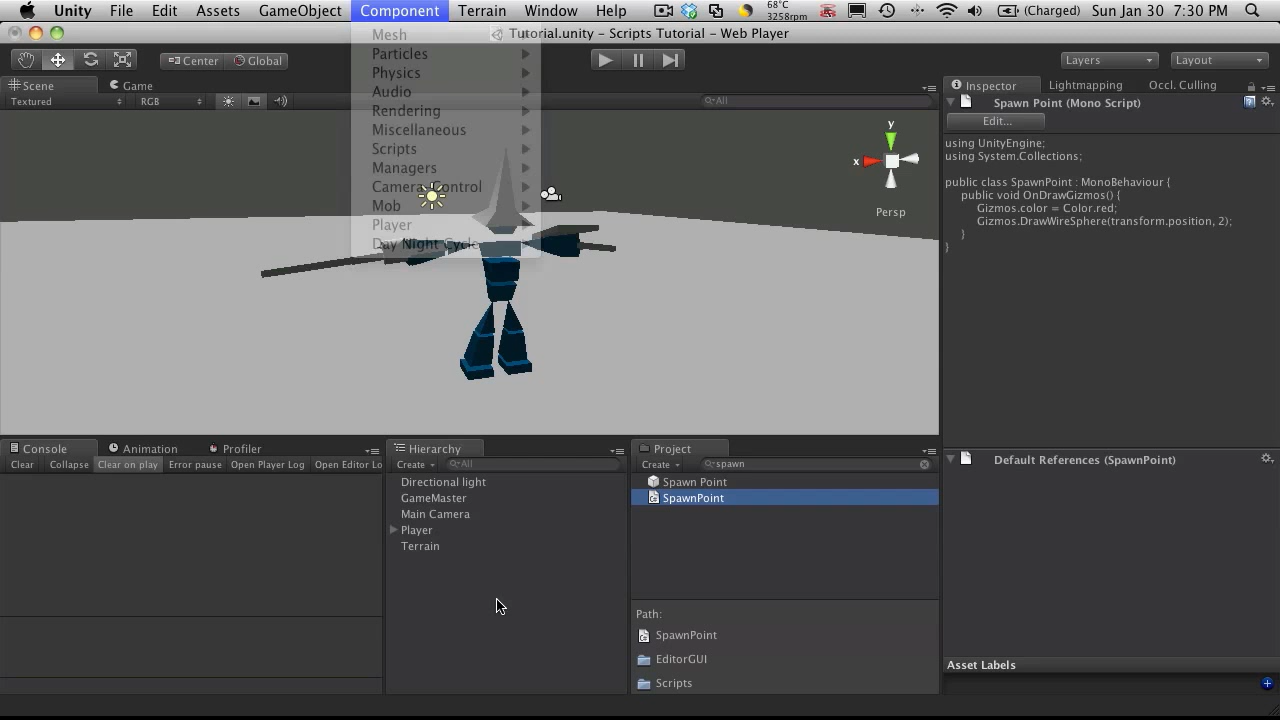 Unity File Edit Assets GameObject Component Terrain Window Help 68°C 3258rpm (Charged) Sun Jan 30 7:30 PM
Tutorial.unity - Scripts Tutorial - Web Player
Mesh
Particles
Physics
Audio
Rendering
Miscellaneous
Scripts
Managers
Camera-Control
Mob
Player
Day Night Cycle
Center Global
Layers Layout
Scene Game
Textured RGB All
y
x
Persp
Inspector Lightmapping Occl. Culling
Spawn Point (Mono Script)
Edit...
using UnityEngine;
using System.Collections;
public class SpawnPoint : MonoBehaviour {
public void OnDrawGizmos() {
Gizmos.color = Color.red;
Gizmos.DrawWireSphere(transform.position, 2);
}
}
Default References (SpawnPoint)
Asset Labels
Console Animation Profiler
Clear Collapse Clear on play Error pause Open Player Log Open Editor Lo
Hierarchy
Create All
Directional light
GameMaster
Main Camera
Player
Terrain
Project
Create spawn
Spawn Point
SpawnPoint
Path:
SpawnPoint
EditorGUI
Scripts